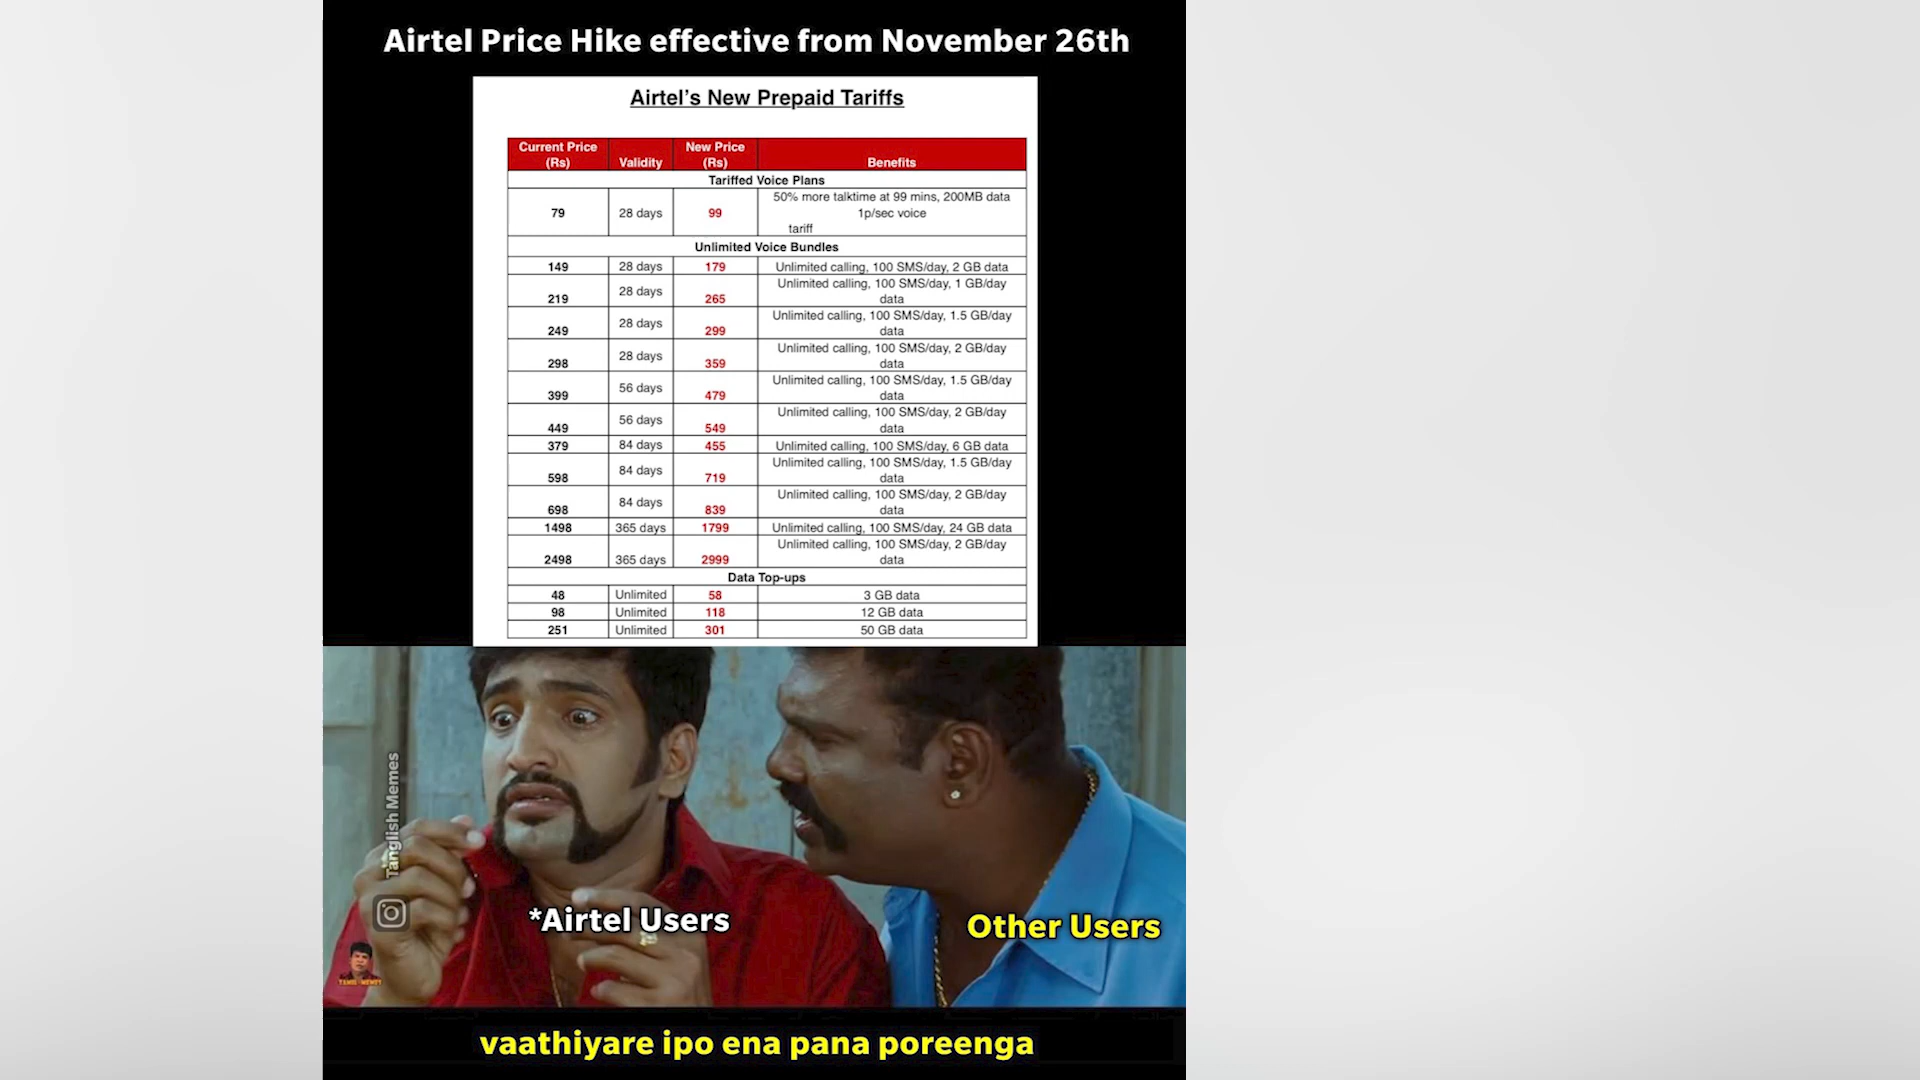 Airtel Price Hike effective from November 26th
Airtel's New Prepaid Tariffs
Current Price (Rs) Validity New Price (Rs) Benefits
Tariffed Voice Plans
79 28 days 99 50% more talktime at 99 mins, 200MB data 1p/sec voice tariff
Unlimited Voice Bundles
149 28 days 179 Unlimited calling, 100 SMS/day, 2 GB data
219 28 days 265 Unlimited calling, 100 SMS/day, 1 GB/day data
249 28 days 299 Unlimited calling, 100 SMS/day, 1.5 GB/day data
298 28 days 359 Unlimited calling, 100 SMS/day, 2 GB/day data
399 56 days 479 Unlimited calling, 100 SMS/day, 1.5 GB/day data
449 56 days 549 Unlimited calling, 100 SMS/day, 2 GB/day data
379 84 days 455 Unlimited calling, 100 SMS/day, 6 GB data
598 84 days 719 Unlimited calling, 100 SMS/day, 1.5 GB/day data
698 84 days 839 Unlimited calling, 100 SMS/day, 2 GB/day data
1498 365 days 1799 Unlimited calling, 100 SMS/day, 24 GB data
2498 365 days 2999 Unlimited calling, 100 SMS/day, 2 GB/day data
Data Top-ups
48 Unlimited 58 3 GB data
98 Unlimited 118 12 GB data
251 Unlimited 301 50 GB data
Tanglish Memes
*Airtel Users
Other Users
vaathiyare ipo ena pana poreenga